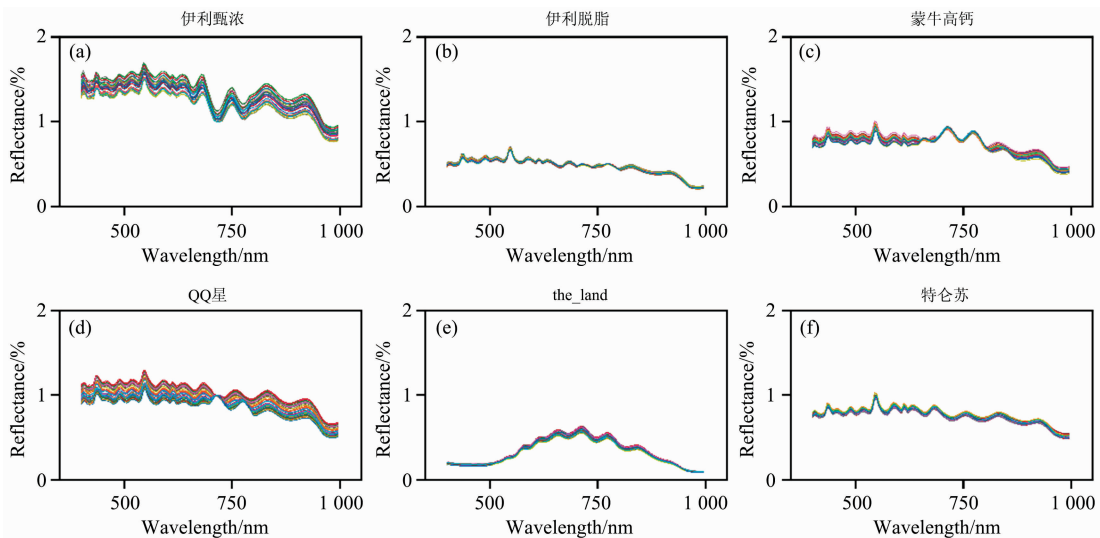 伊利甄浓
(a)
Reflectance/%
2
1
0
500
750
1 000
Wavelength/nm
伊利脱脂
(b)
Reflectance/%
2
1
0
500
750
1 000
Wavelength/nm
蒙牛高钙
(c)
Reflectance/%
2
1
0
500
750
1 000
Wavelength/nm
QQ星
(d)
Reflectance/%
2
1
0
500
750
1 000
Wavelength/nm
the_land
(e)
Reflectance/%
2
1
0
500
750
1 000
Wavelength/nm
特仑苏
(f)
Reflectance/%
2
1
0
500
750
1 000
Wavelength/nm